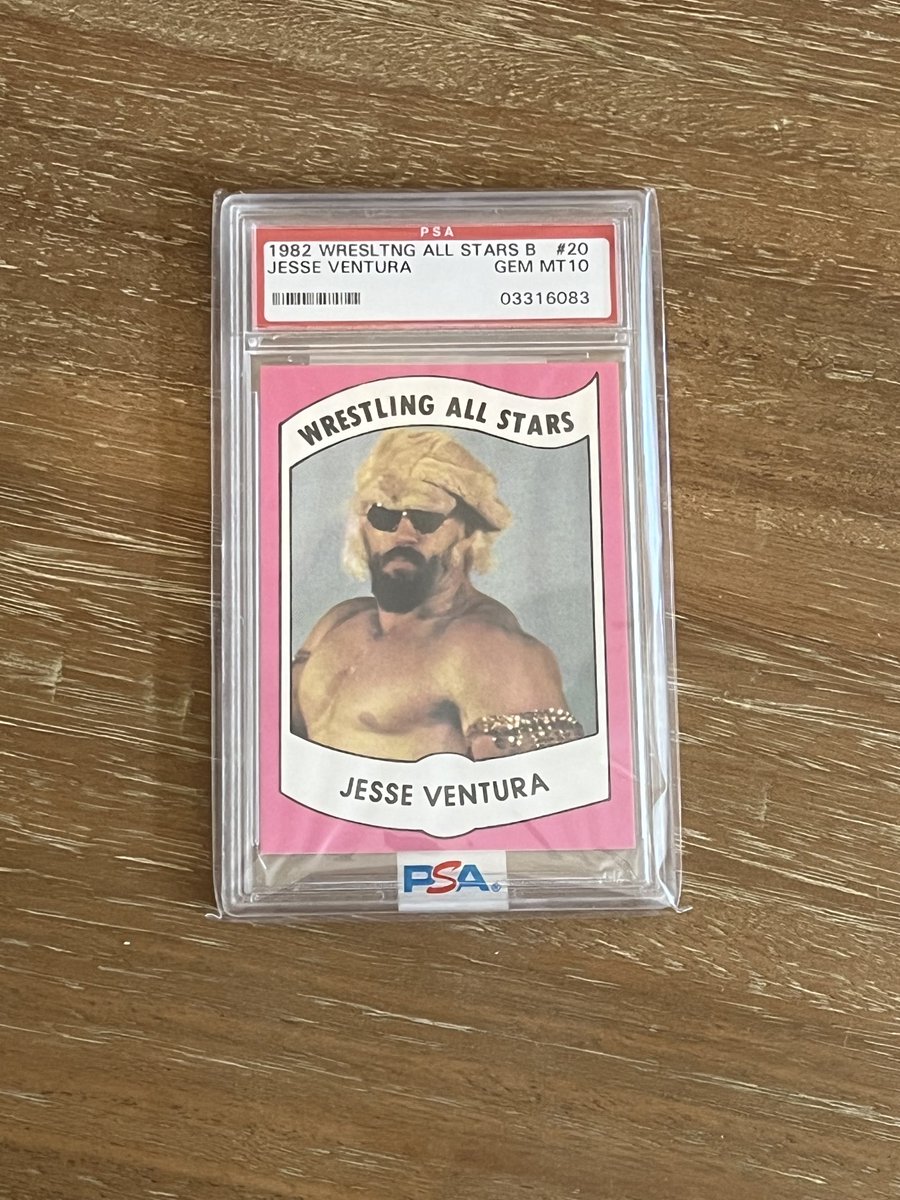 PSA
1982 WRESLTNG ALL STARS B #20
JESSE VENTURA GEM MT10
03316083
WRESTLING ALL STARS
JESSE VENTURA
PSA®